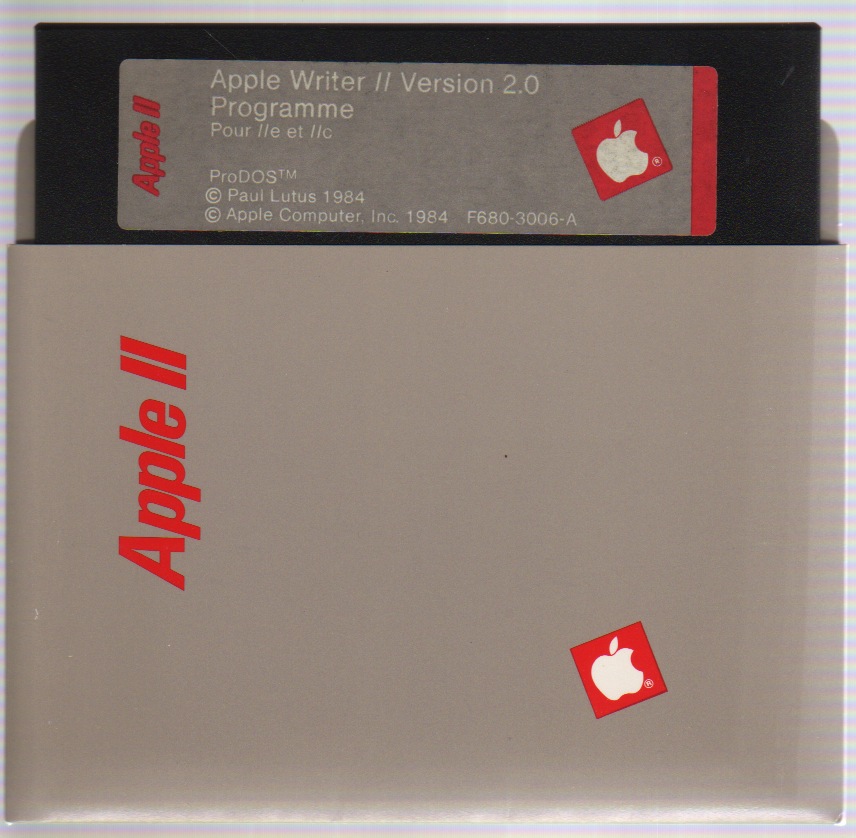 Apple II
Apple Writer // Version 2.0
Programme
Pour //e et //c
ProDOS™
© Paul Lutus 1984
© Apple Computer, Inc. 1984 F680-3006-A
®
Apple II
®